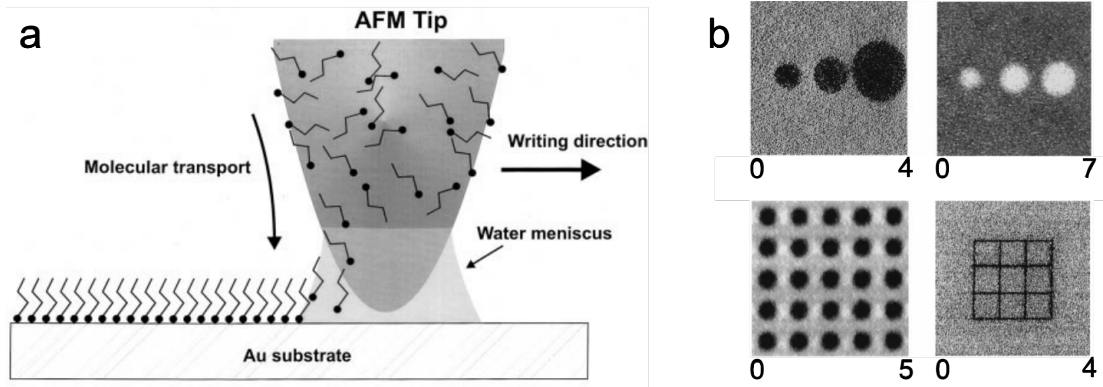 a
AFM Tip
Molecular transport
Writing direction
Water meniscus
Au substrate
b
0 4
0 7
0 5
0 4